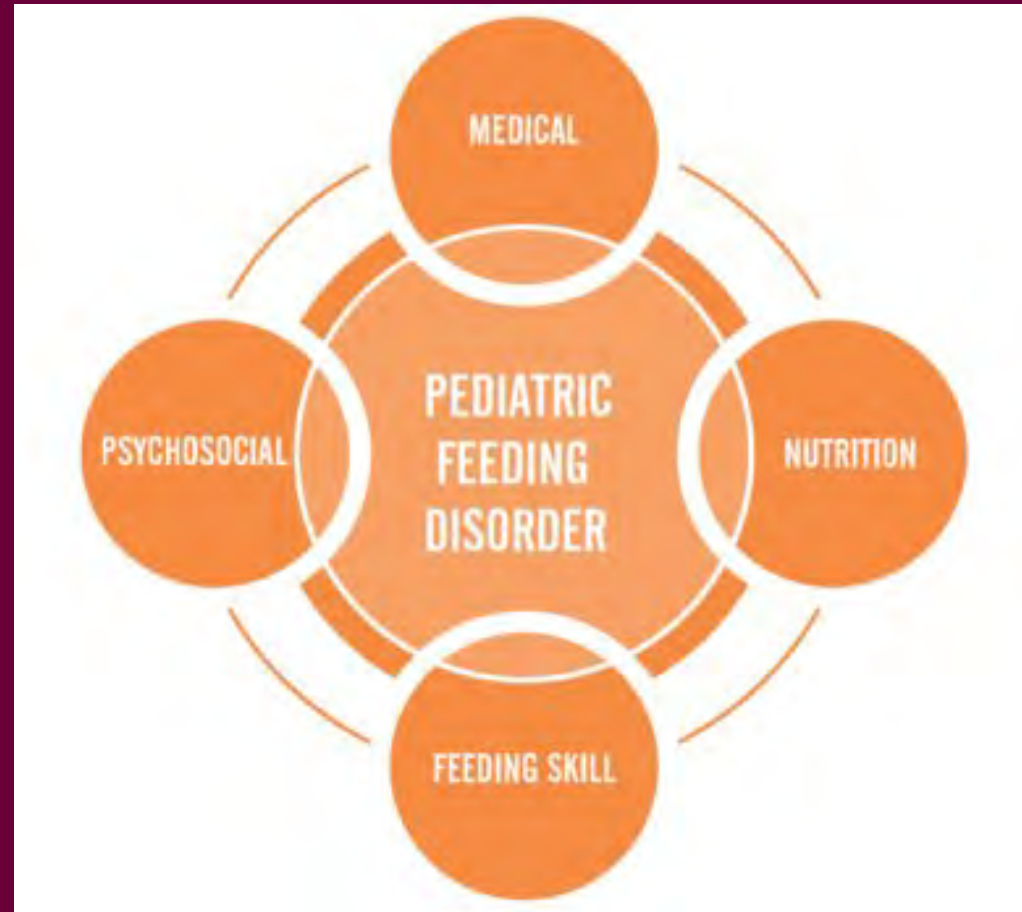 MEDICAL
PSYCHOSOCIAL
PEDIATRIC
FEEDING
DISORDER
NUTRITION
FEEDING SKILL